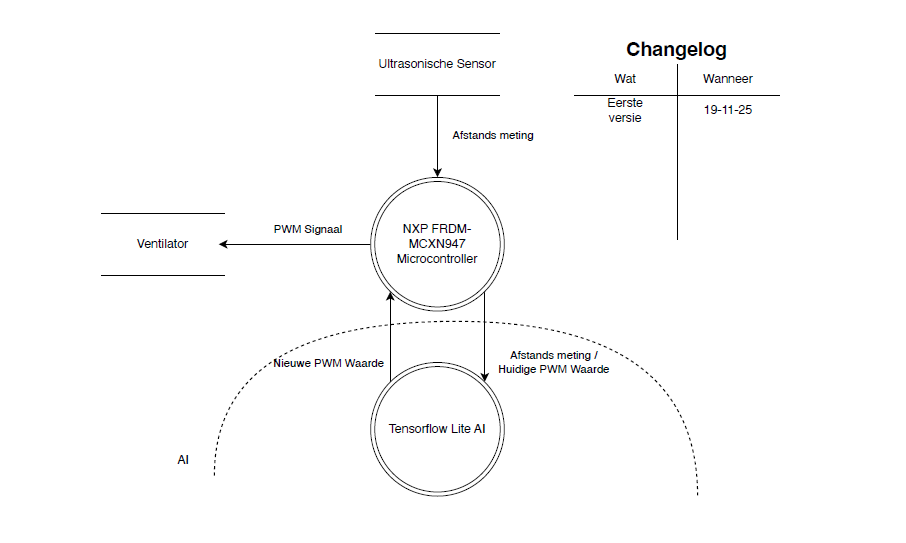 Ultrasonische Sensor
Afstands meting
Changelog
Wat
Wanneer
Eerste
versie
19-11-25
NXP FRDM-
MCXN947
Microcontroller
PWM Signaal
Ventilator
Nieuwe PWM Waarde
Afstands meting /
Huidige PWM Waarde
Tensorflow Lite AI
AI